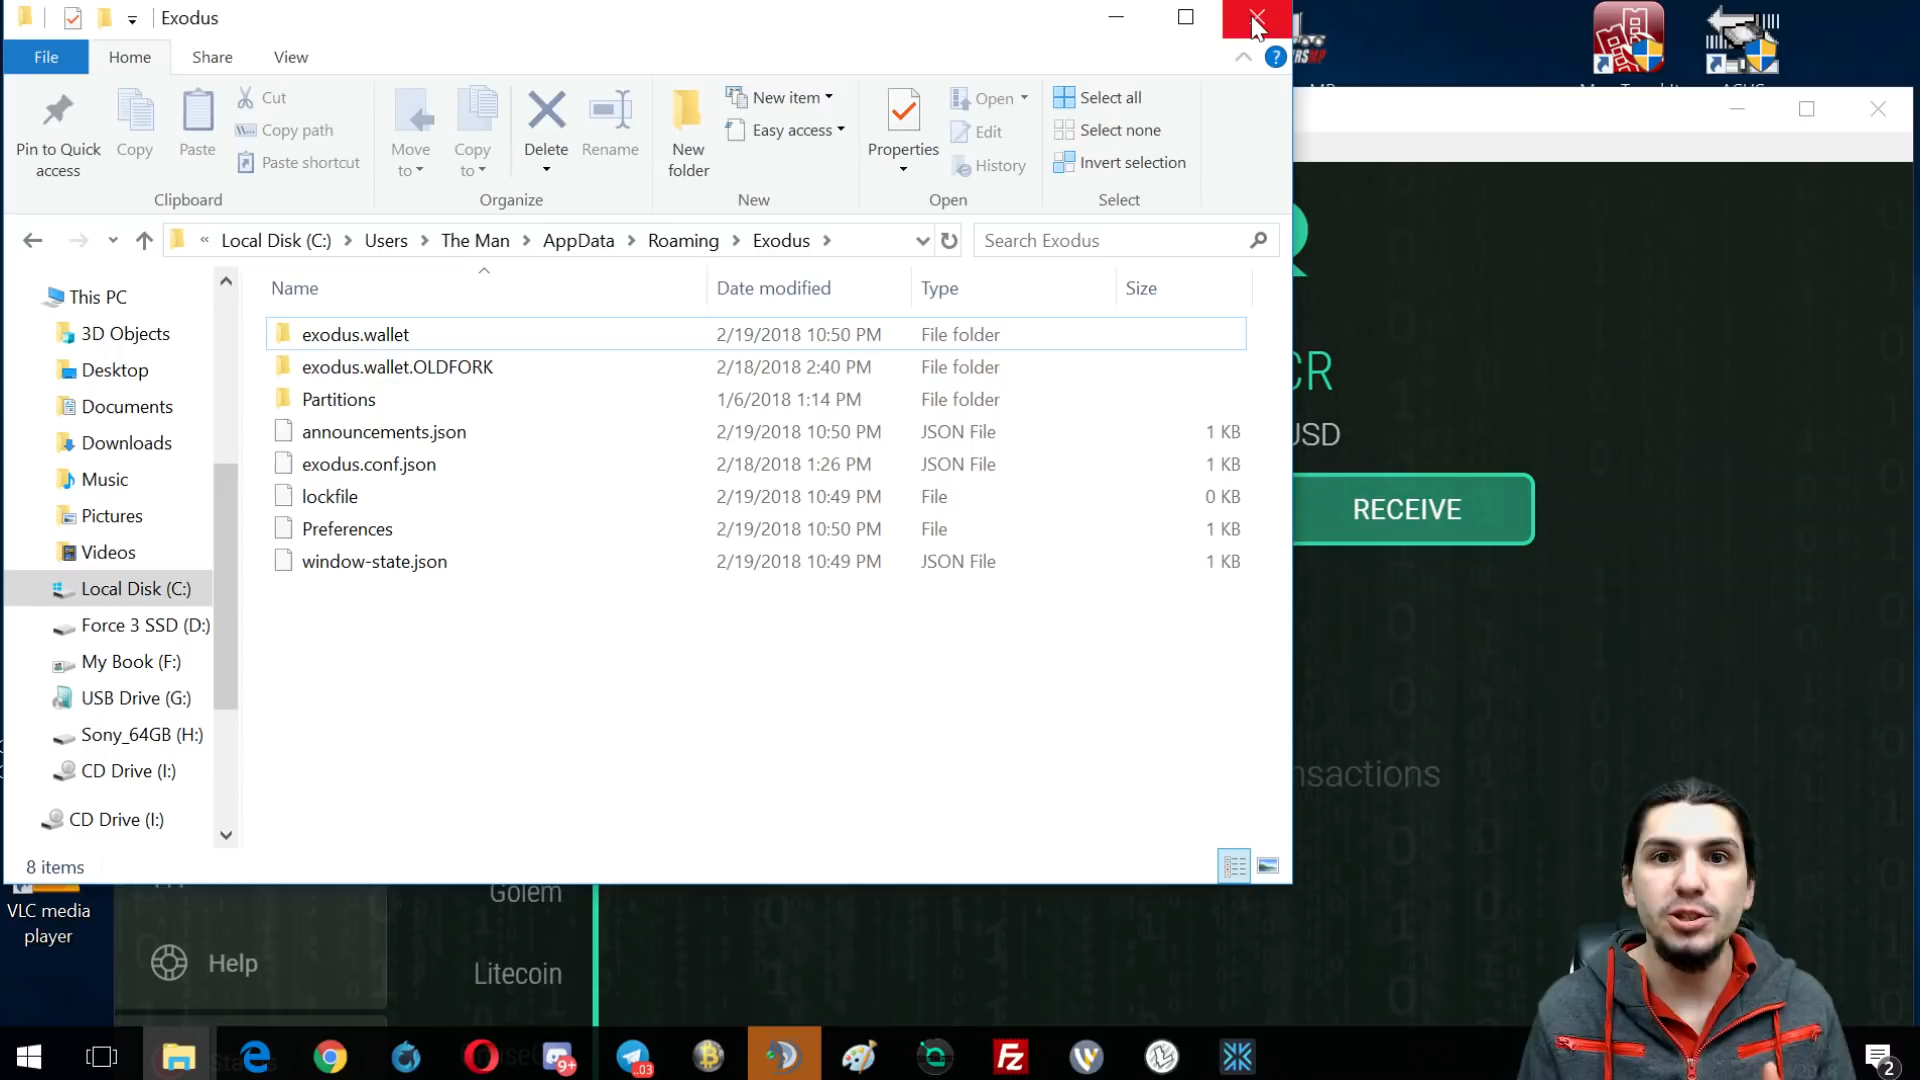 Exodus
File Home Share View
Pin to Quick access
Copy
Paste
Cut
Copy path
Paste shortcut
Clipboard
Move to
Copy to
Delete
Rename
Organize
New folder
New item
Easy access
New
Properties
Open
Edit
History
Open
Select all
Select none
Invert selection
Select
« Local Disk (C:) > Users > The Man > AppData > Roaming > Exodus >
Search Exodus
This PC
3D Objects
Desktop
Documents
Downloads
Music
Pictures
Videos
Local Disk (C:)
Force 3 SSD (D:)
My Book (F:)
USB Drive (G:)
Sony_64GB (H:)
CD Drive (I:)
CD Drive (I:)
Name Date modified Type Size
exodus.wallet 2/19/2018 10:50 PM File folder
exodus.wallet.OLDFORK 2/18/2018 2:40 PM File folder
Partitions 1/6/2018 1:14 PM File folder
announcements.json 2/19/2018 10:50 PM JSON File 1 KB
exodus.conf.json 2/18/2018 1:26 PM JSON File 1 KB
lockfile 2/19/2018 10:49 PM File 0 KB
Preferences 2/19/2018 10:50 PM File 1 KB
window-state.json 2/19/2018 10:49 PM JSON File 1 KB
8 items
CR
USD
RECEIVE
nsactions
VLC media
player
Help
Golem
Litecoin
9+
03
FZ
2